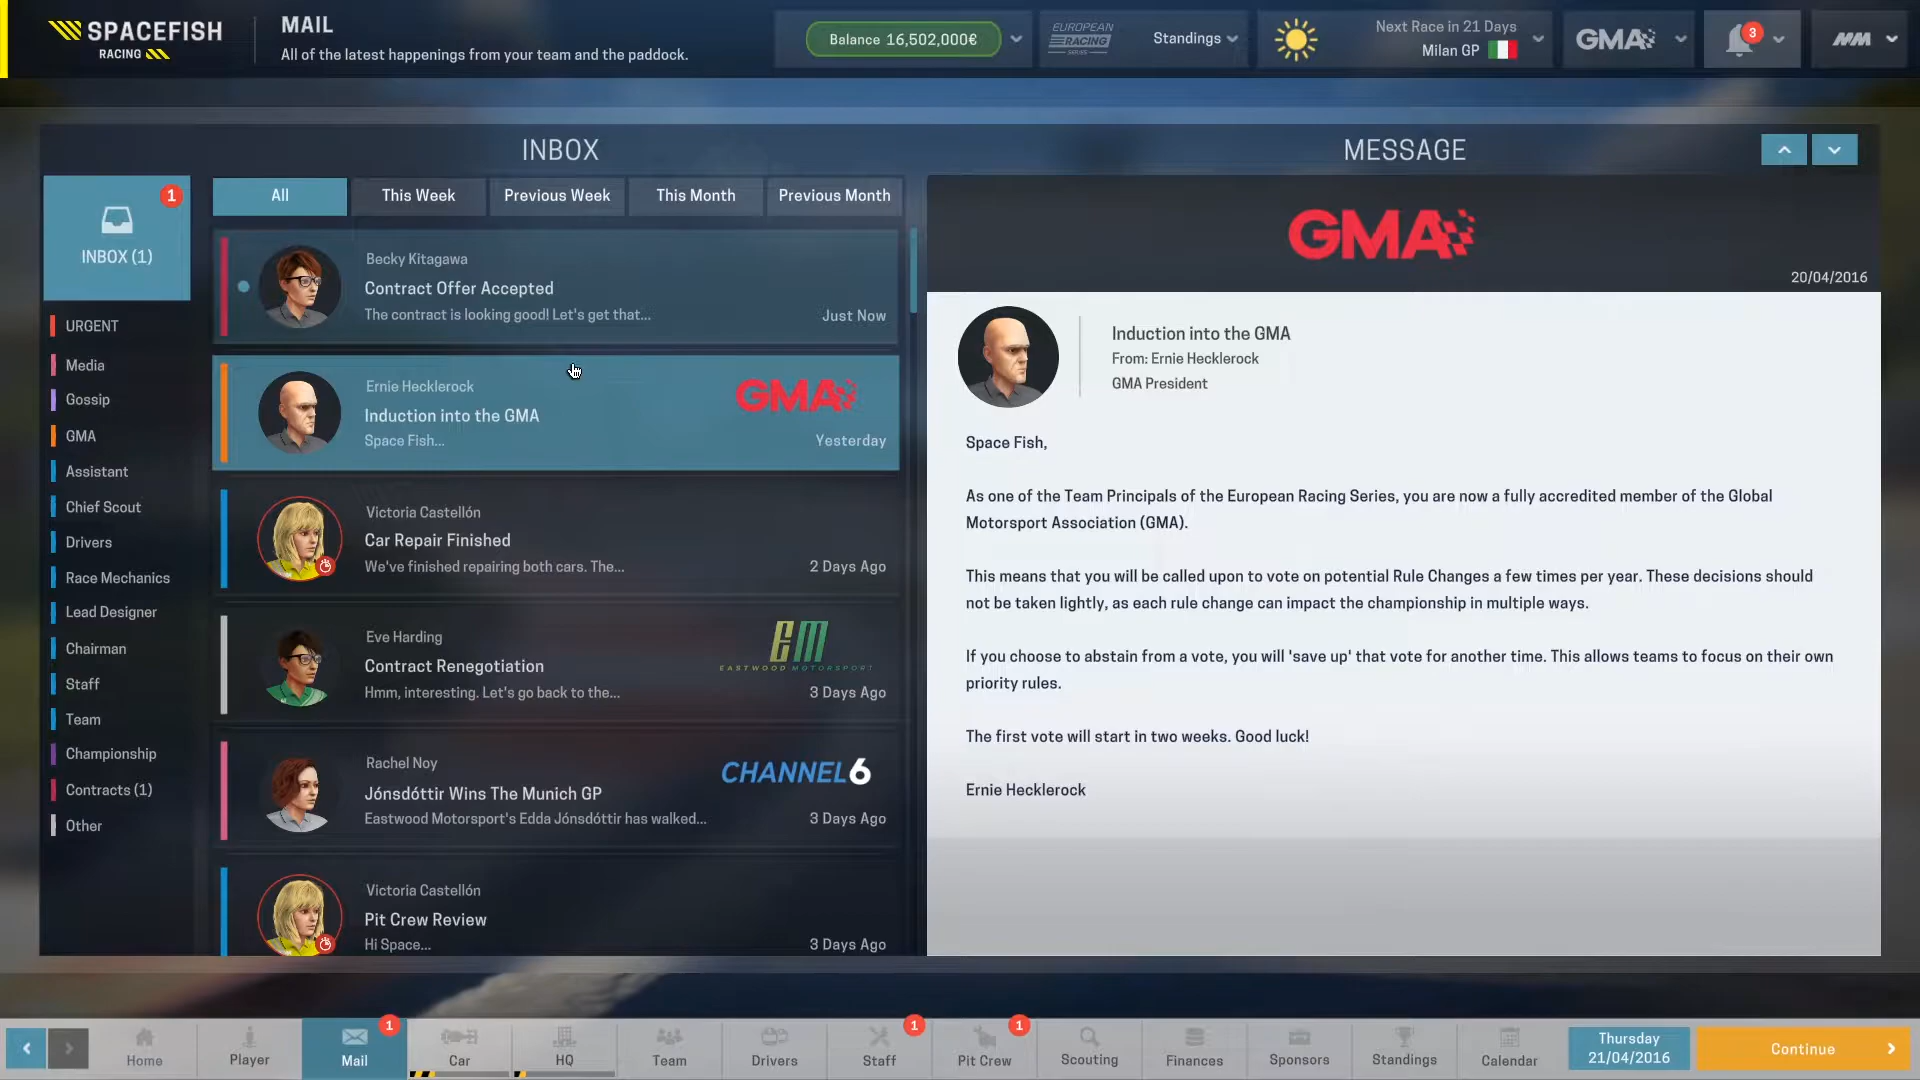 SPACEFISH
RACING
MAIL
All of the latest happenings from your team and the paddock.
Balance 16,502,000€
EUROPEAN
RACING
SERIES
Standings
Next Race in 21 Days
Milan GP
GMA
3
INBOX
MESSAGE
1
INBOX (1)
URGENT
Media
Gossip
GMA
Assistant
Chief Scout
Drivers
Race Mechanics
Lead Designer
Chairman
Staff
Team
Championship
Contracts (1)
Other
All
This Week
Previous Week
This Month
Previous Month
Becky Kitagawa
Contract Offer Accepted
The contract is looking good! Let's get that...
Just Now
Ernie Hecklerock
Induction into the GMA
Space Fish...
GMA
Yesterday
Victoria Castellón
Car Repair Finished
We've finished repairing both cars. The...
2 Days Ago
Eve Harding
Contract Renegotiation
Hmm, interesting. Let's go back to the...
EM
EASTWOOD MOTORSPORT
3 Days Ago
Rachel Noy
Jónsdóttir Wins The Munich GP
Eastwood Motorsport's Edda Jónsdóttir has walked...
CHANNEL6
3 Days Ago
Victoria Castellón
Pit Crew Review
Hi Space...
3 Days Ago
GMA
20/04/2016
Induction into the GMA
From: Ernie Hecklerock
GMA President
Space Fish,
As one of the Team Principals of the European Racing Series, you are now a fully accredited member of the Global
Motorsport Association (GMA).
This means that you will be called upon to vote on potential Rule Changes a few times per year. These decisions should
not be taken lightly, as each rule change can impact the championship in multiple ways.
If you choose to abstain from a vote, you will 'save up' that vote for another time. This allows teams to focus on their own
priority rules.
The first vote will start in two weeks. Good luck!
Ernie Hecklerock
Home
Player
Mail
1
Car
HQ
Team
Drivers
Staff
1
Pit Crew
1
Scouting
Finances
Sponsors
Standings
Calendar
Thursday
21/04/2016
Continue